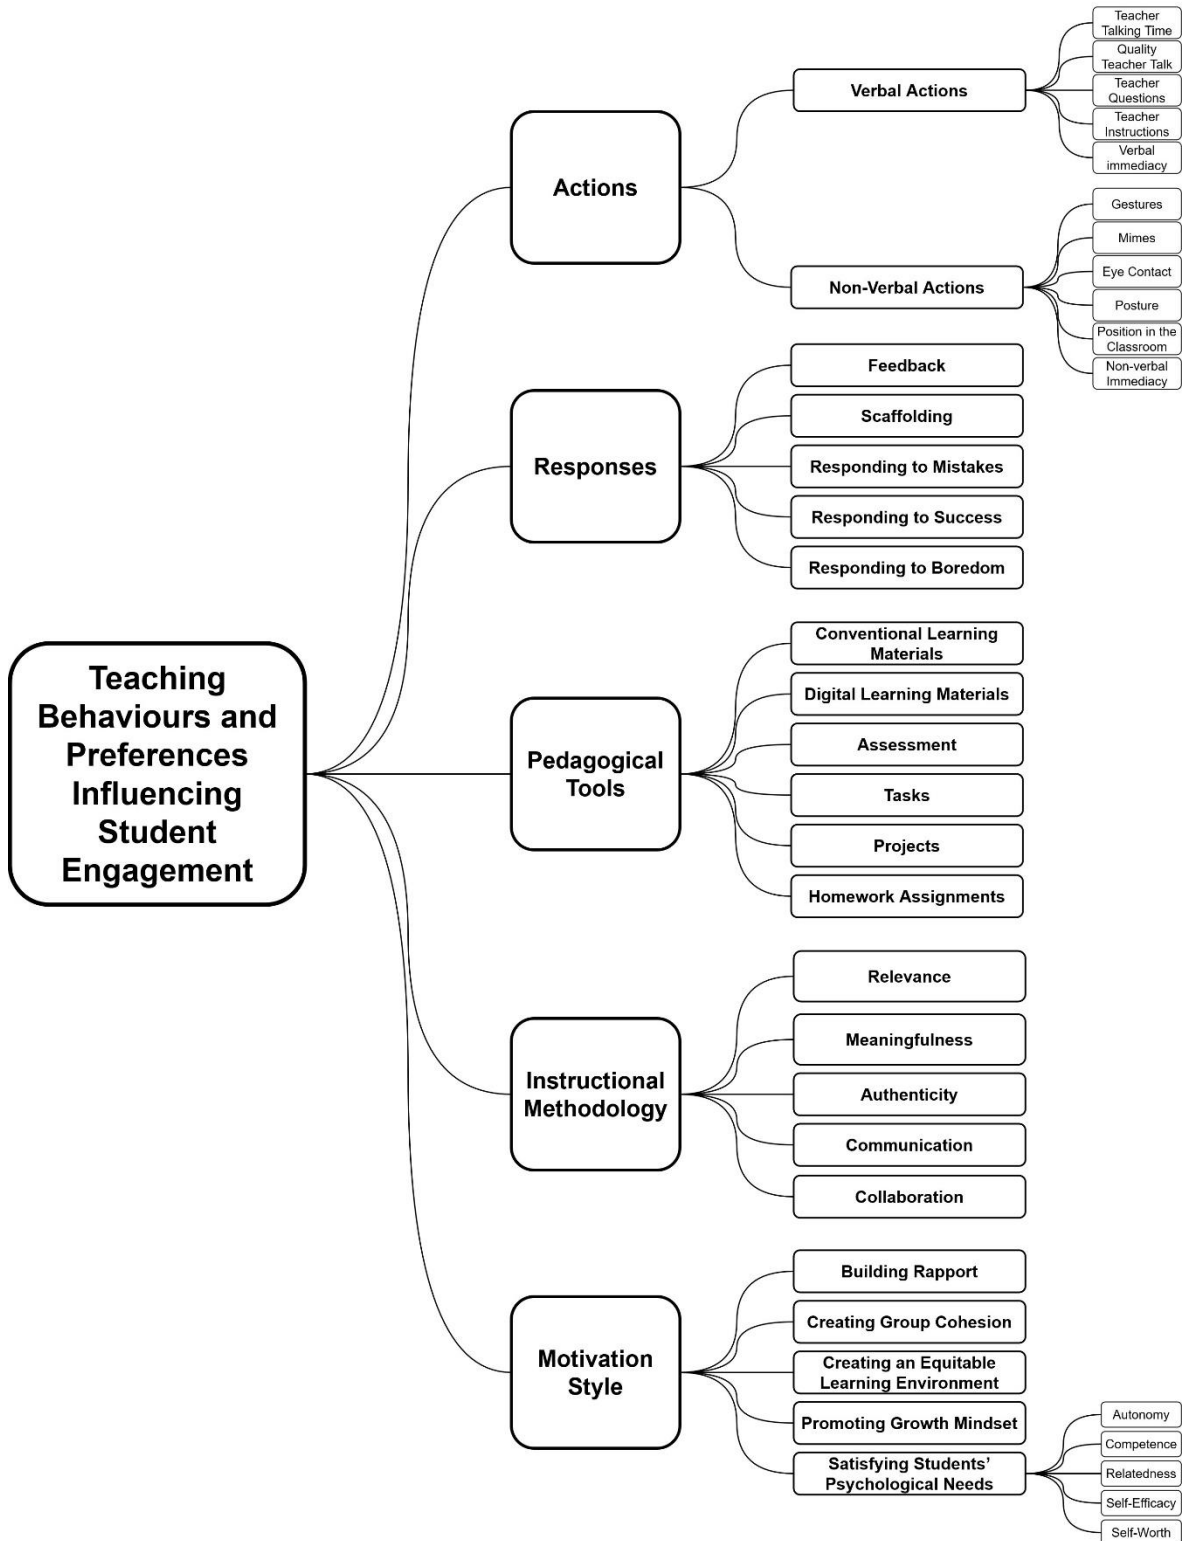 Teaching
Behaviours and
Preferences
Influencing
Student
Engagement
Actions
Verbal Actions
Teacher
Talking Time
Quality
Teacher Talk
Teacher
Questions
Teacher
Instructions
Verbal
immediacy
Non-Verbal Actions
Gestures
Mimes
Eye Contact
Posture
Position in the
Classroom
Non-verbal
Immediacy
Responses
Feedback
Scaffolding
Responding to Mistakes
Responding to Success
Responding to Boredom
Pedagogical
Tools
Conventional Learning
Materials
Digital Learning Materials
Assessment
Tasks
Projects
Homework Assignments
Instructional
Methodology
Relevance
Meaningfulness
Authenticity
Communication
Collaboration
Motivation
Style
Building Rapport
Creating Group Cohesion
Creating an Equitable
Learning Environment
Promoting Growth Mindset
Satisfying Students’
Psychological Needs
Autonomy
Competence
Relatedness
Self-Efficacy
Self-Worth